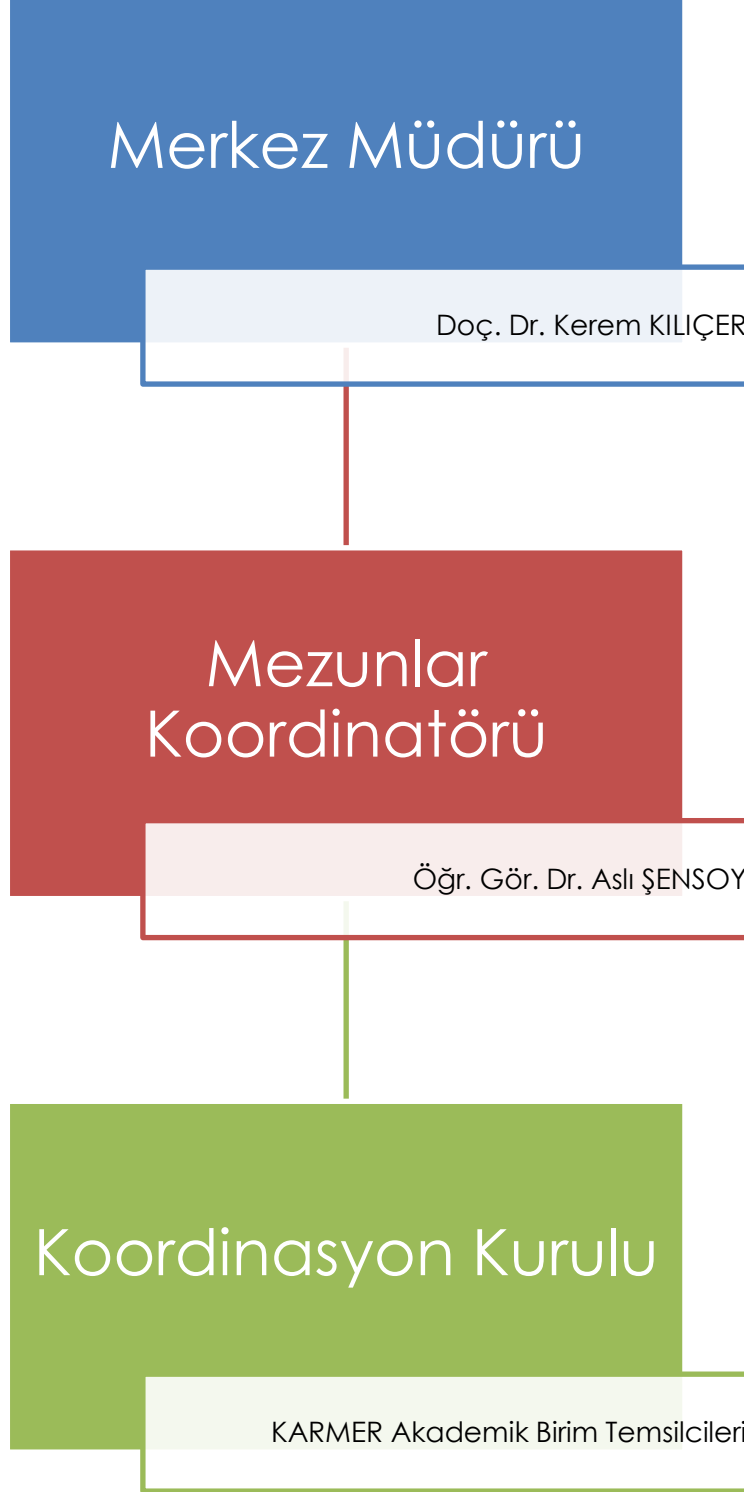 Merkez Müdürü
Doç. Dr. Kerem KILIÇER
Mezunlar
Koordinatörü
Öğr. Gör. Dr. Aslı ŞENSOY
Koordinasyon Kurulu
KARMER Akademik Birim Temsilcileri